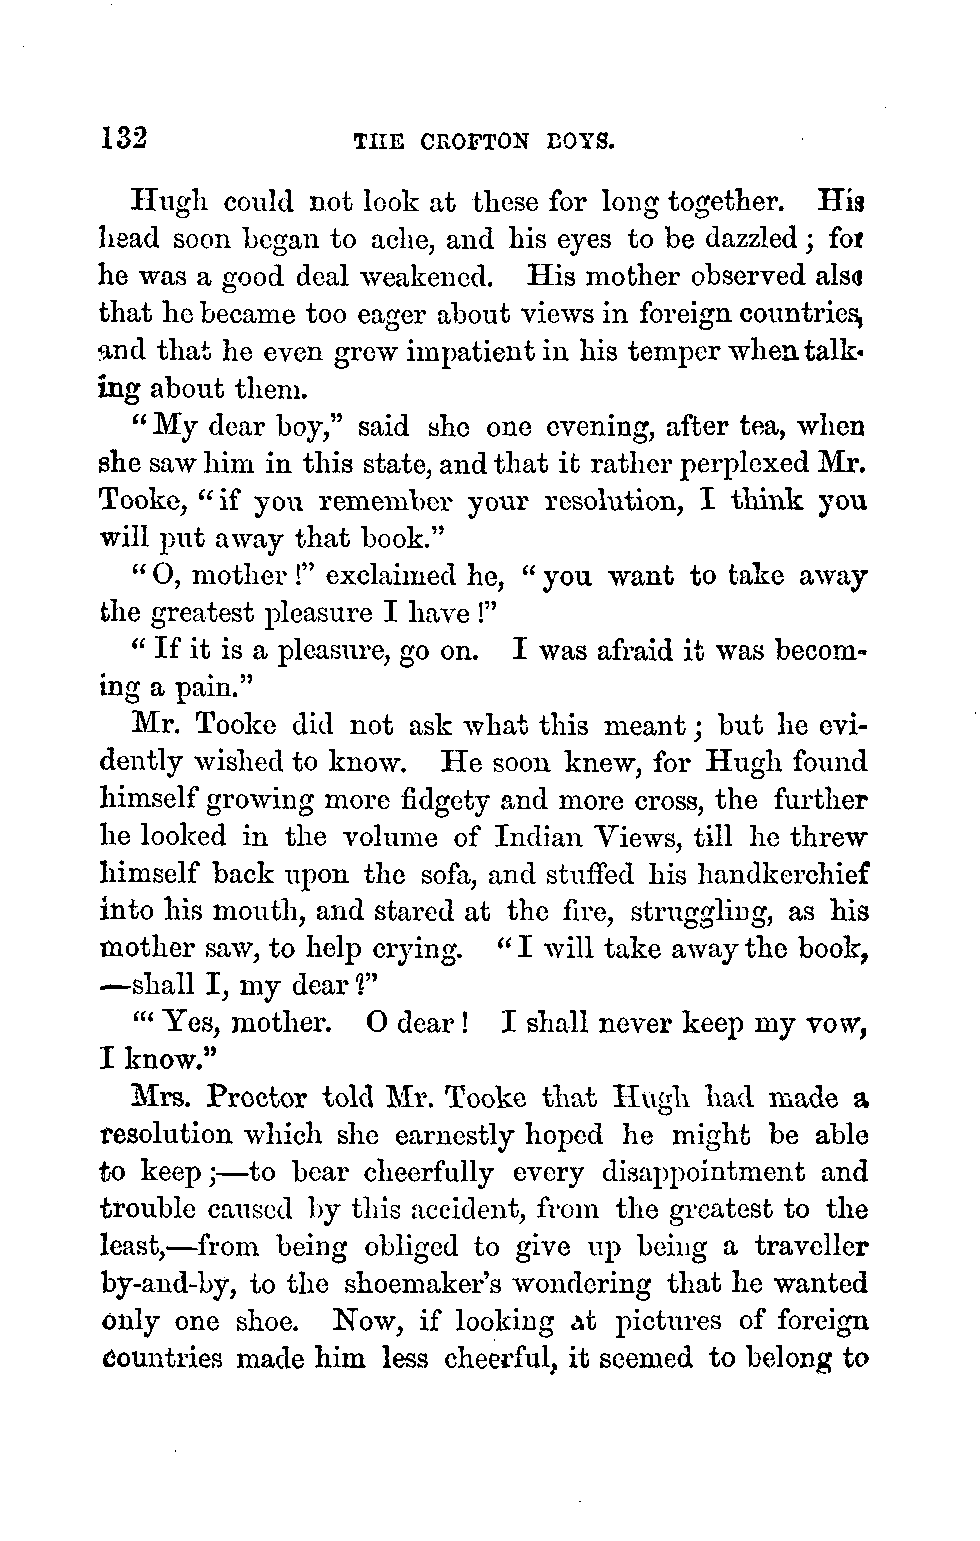 132 THE CROFTON BOYS.
Hugh could not look at these for long together. His
head soon began to ache, and his eyes to be dazzled; for
he was a good deal weakened. His mother observed also
that he became too eager about views in foreign countries,
and that he even grew impatient in his temper when talk-
ing about them.
"My dear boy," said she one evening, after tea, when
she saw him in this state, and that it rather perplexed Mr.
Tooke, "if you remember your resolution, I think you
will put away that book."
"O, mother!" exclaimed he, "you want to take away
the greatest pleasure I have!"
"If it is a pleasure, go on. I was afraid it was becom-
ing a pain."
Mr. Tooke did not ask what this meant; but he evi-
dently wished to know. He soon knew, for Hugh found
himself growing more fidgety and more cross, the further
he looked in the volume of Indian Views, till he threw
himself back upon the sofa, and stuffed his handkerchief
into his mouth, and stared at the fire, struggling, as his
mother saw, to help crying. "I will take away the book,
—shall I, my dear?"
"' Yes, mother. O dear! I shall never keep my vow,
I know."
Mrs. Proctor told Mr. Tooke that Hugh had made a
resolution which she earnestly hoped he might be able
to keep;—to bear cheerfully every disappointment and
trouble caused by this accident, from the greatest to the
least,—from being obliged to give up being a traveller
by-and-by, to the shoemaker's wondering that he wanted
only one shoe. Now, if looking at pictures of foreign
countries made him less cheerful, it seemed to belong to